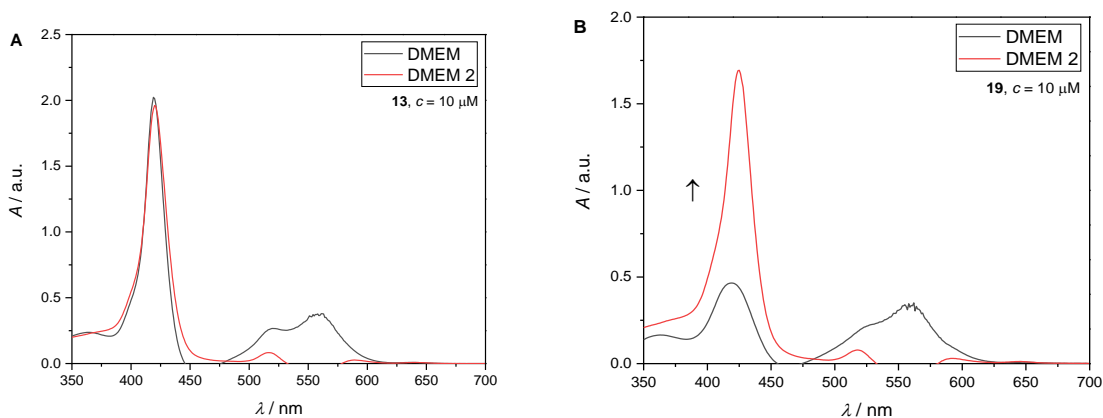 A
DMEM
DMEM 2
13, c = 10 μM
2.5
2.0
1.5
1.0
0.5
0.0
A / a.u.
350 400 450 500 550 600 650 700
λ / nm
B
DMEM
DMEM 2
19, c = 10 μM
2.0
1.5
1.0
0.5
0.0
A / a.u.
↑
350 400 450 500 550 600 650 700
λ / nm